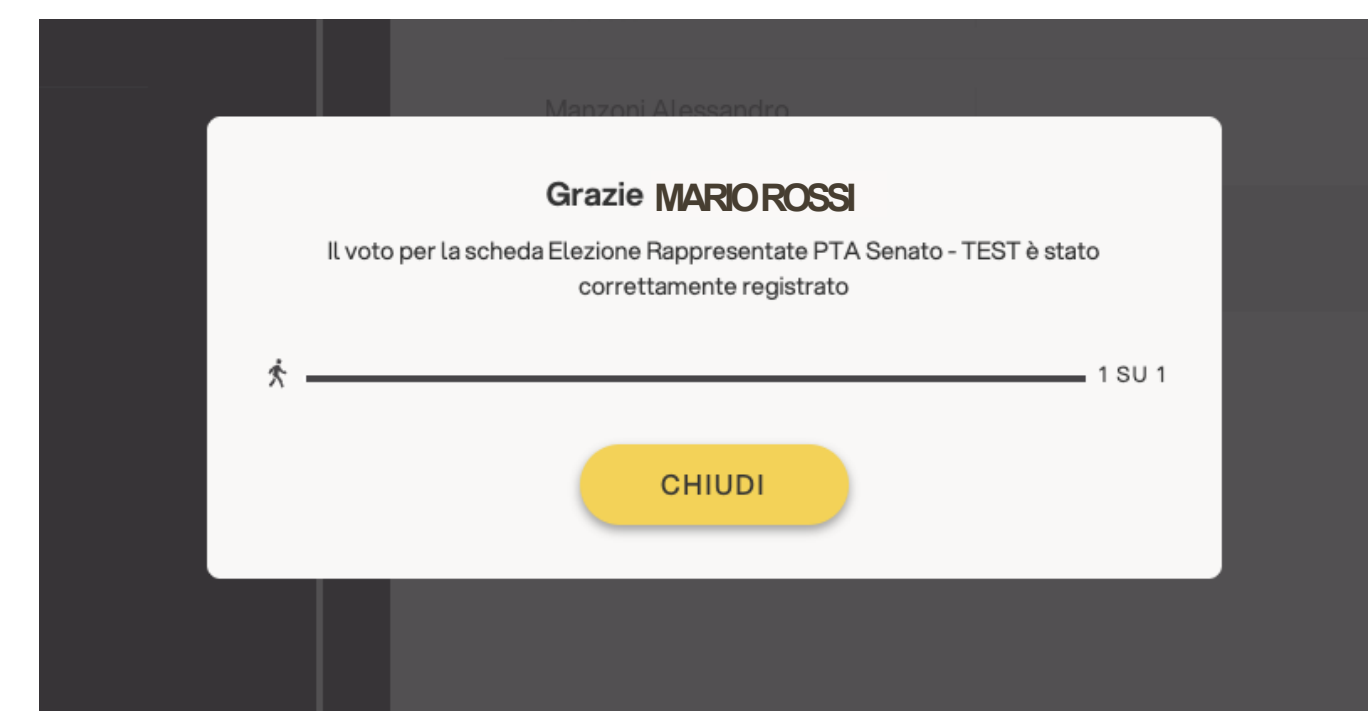 Manzoni Alessandro
Grazie MARIO ROSSI
Il voto per la scheda Elezione Rappresentate PTA Senato - TEST è stato
correttamente registrato
1 SU 1
CHIUDI